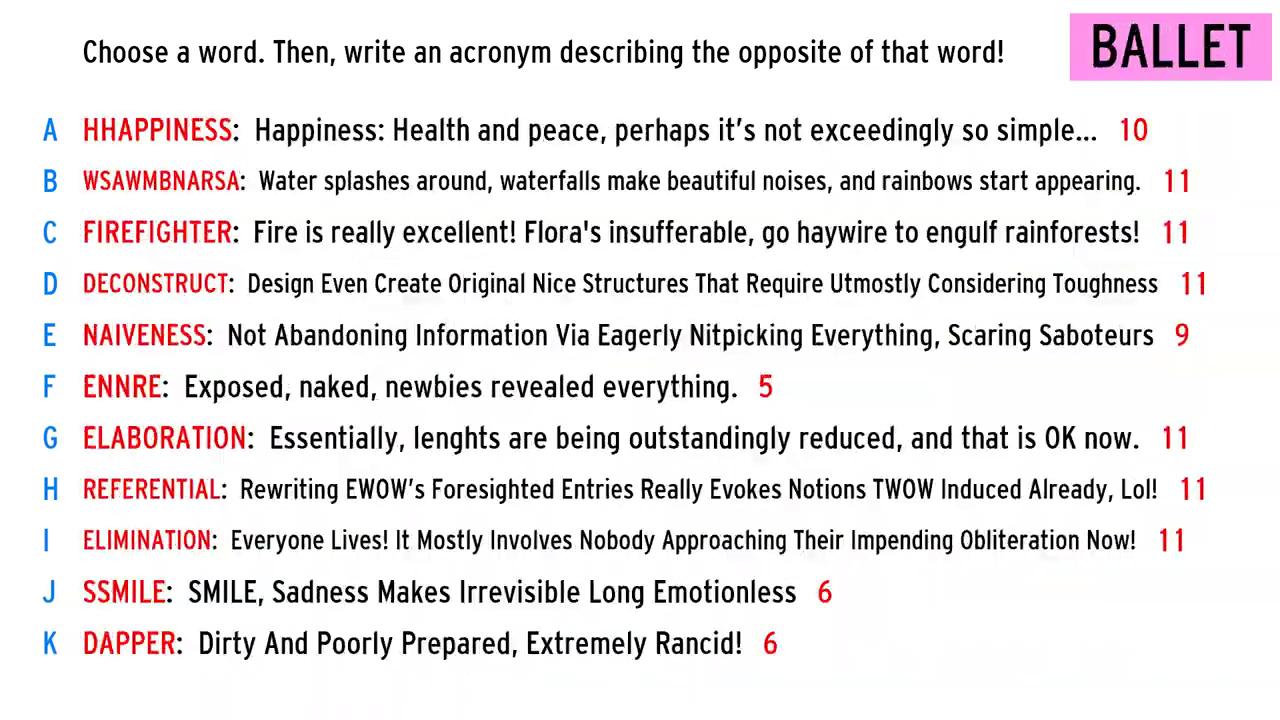 Choose a word. Then, write an acronym describing the opposite of that word!
BALLET
A HHAPPINESS: Happiness: Health and peace, perhaps it's not exceedingly so simple... 10
B WSAWMBNARSA: Water splashes around, waterfalls make beautiful noises, and rainbows start appearing. 11
C FIREFIGHTER: Fire is really excellent! Flora's insufferable, go haywire to engulf rainforests! 11
D DECONSTRUCT: Design Even Create Original Nice Structures That Require Utmostly Considering Toughness 11
E NAIVENESS: Not Abandoning Information Via Eagerly Nitpicking Everything, Scaring Saboteurs 9
F ENNRE: Exposed, naked, newbies revealed everything. 5
G ELABORATION: Essentially, lenghts are being outstandingly reduced, and that is OK now. 11
H REFERENTIAL: Rewriting EWOW's Foresighted Entries Really Evokes Notions TWOW Induced Already, Lol! 11
I ELIMINATION: Everyone Lives! It Mostly Involves Nobody Approaching Their Impending Obliteration Now! 11
J SSMILE: SMILE, Sadness Makes Irrevisible Long Emotionless 6
K DAPPER: Dirty And Poorly Prepared, Extremely Rancid! 6